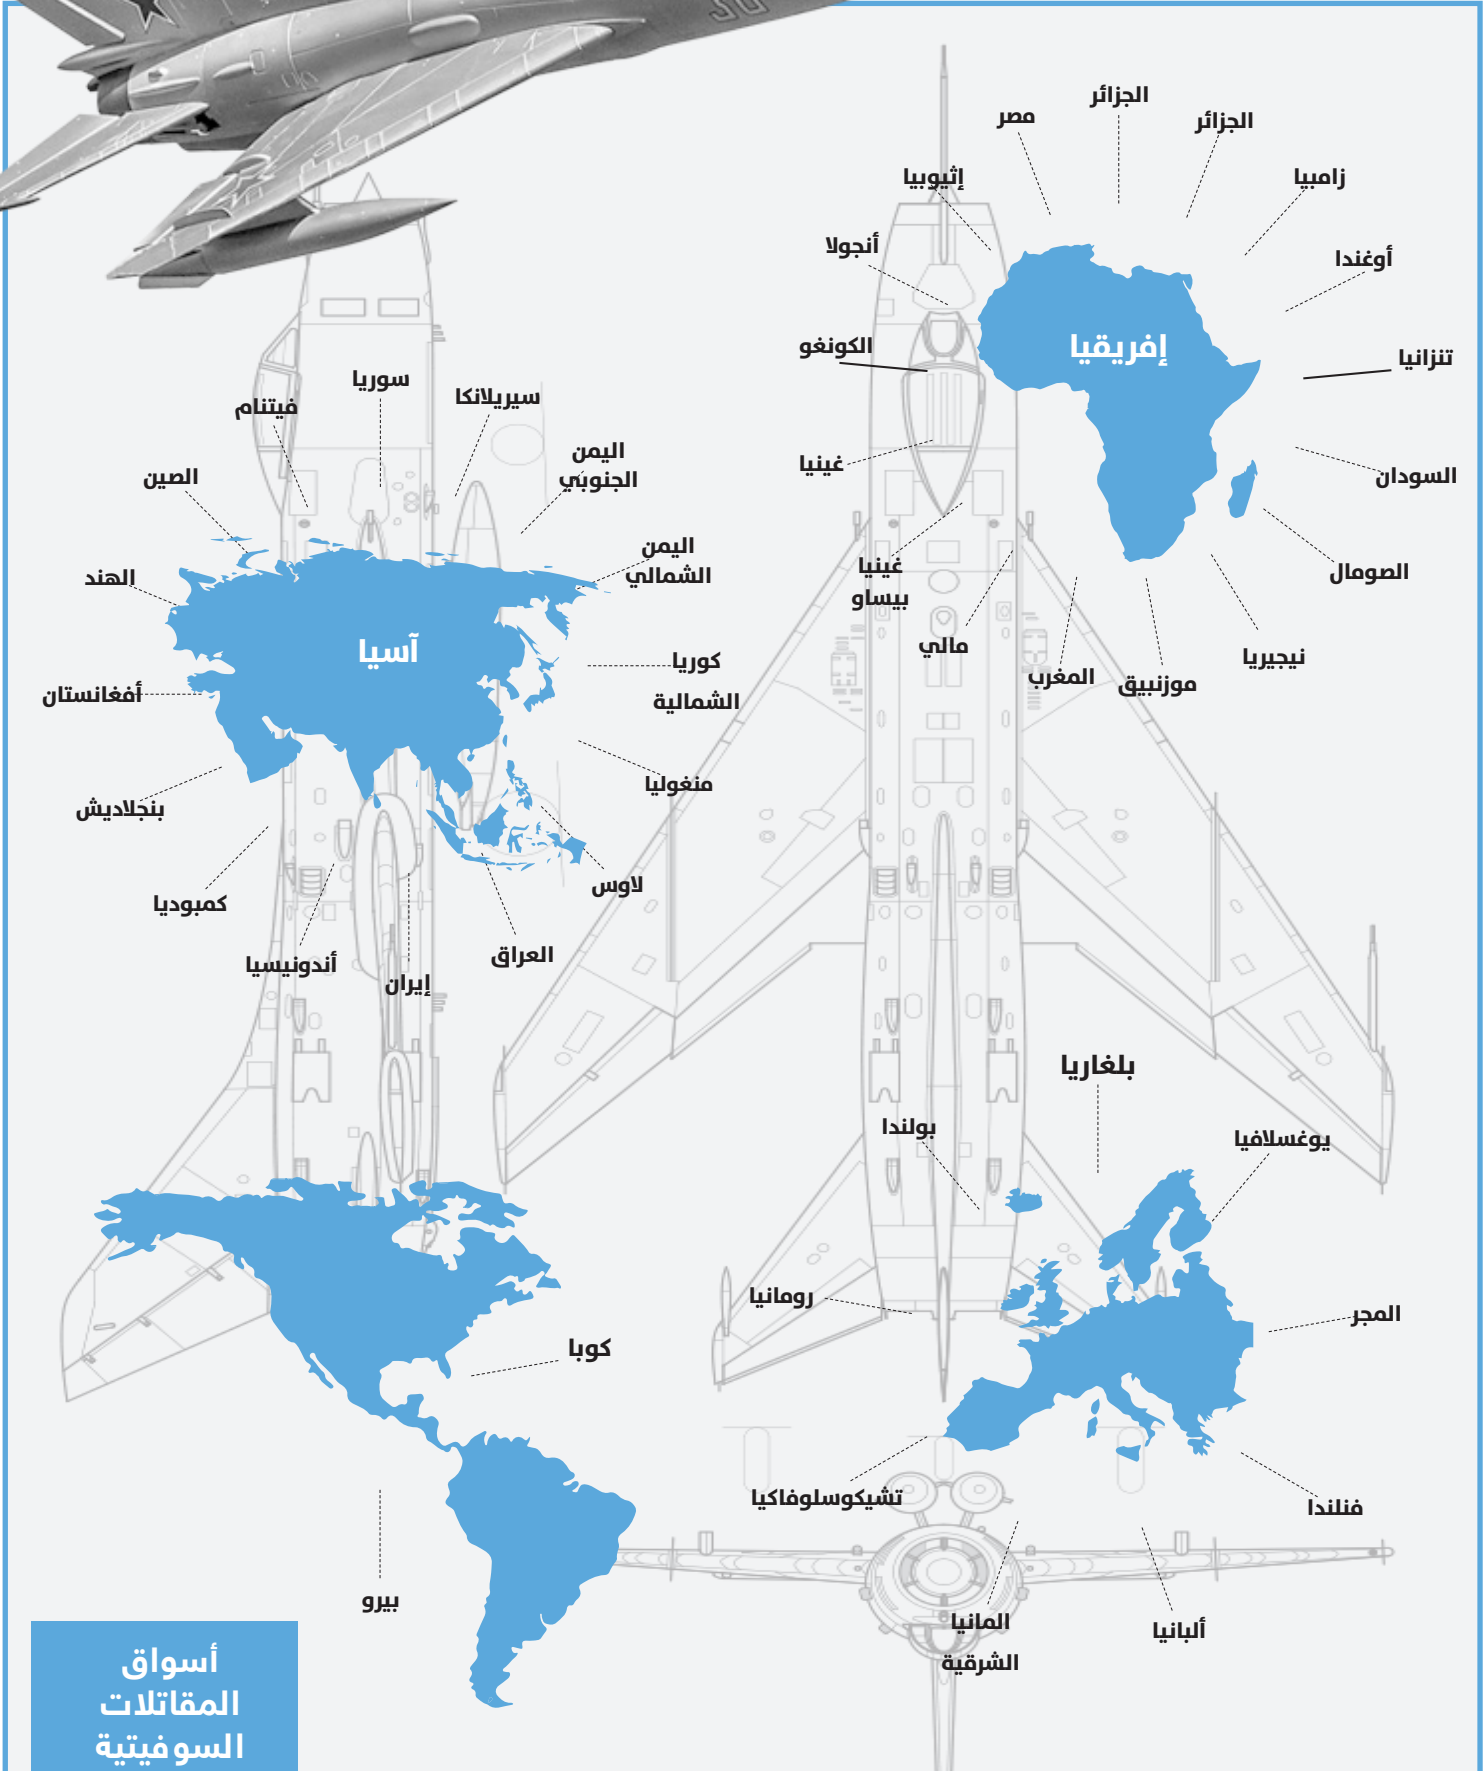 30
الجزائر
مصر
الجزائر
إثيوبيا
زامبيا
أنجولا
أوغندا
الكونغو
إفريقيا
تنزانيا
غينيا
السودان
غينيا
بيساو
الصومال
مالي
المغرب
موزنبيق
نيجيريا
سوريا
سيريلانكا
فيتنام
اليمن
الجنوبي
الصين
اليمن
الشمالي
الهند
آسيا
كوريا
الشمالية
أفغانستان
منغوليا
بنجلاديش
لاوس
كمبوديا
العراق
أندونيسيا
إيران
بلغاريا
بولندا
يوغسلافيا
رومانيا
المجر
تشيكوسلوفاكيا
فنلندا
المانيا
الشرقية
ألبانيا
كوبا
بيرو
أسواق
المقاتلات
السوفيتية